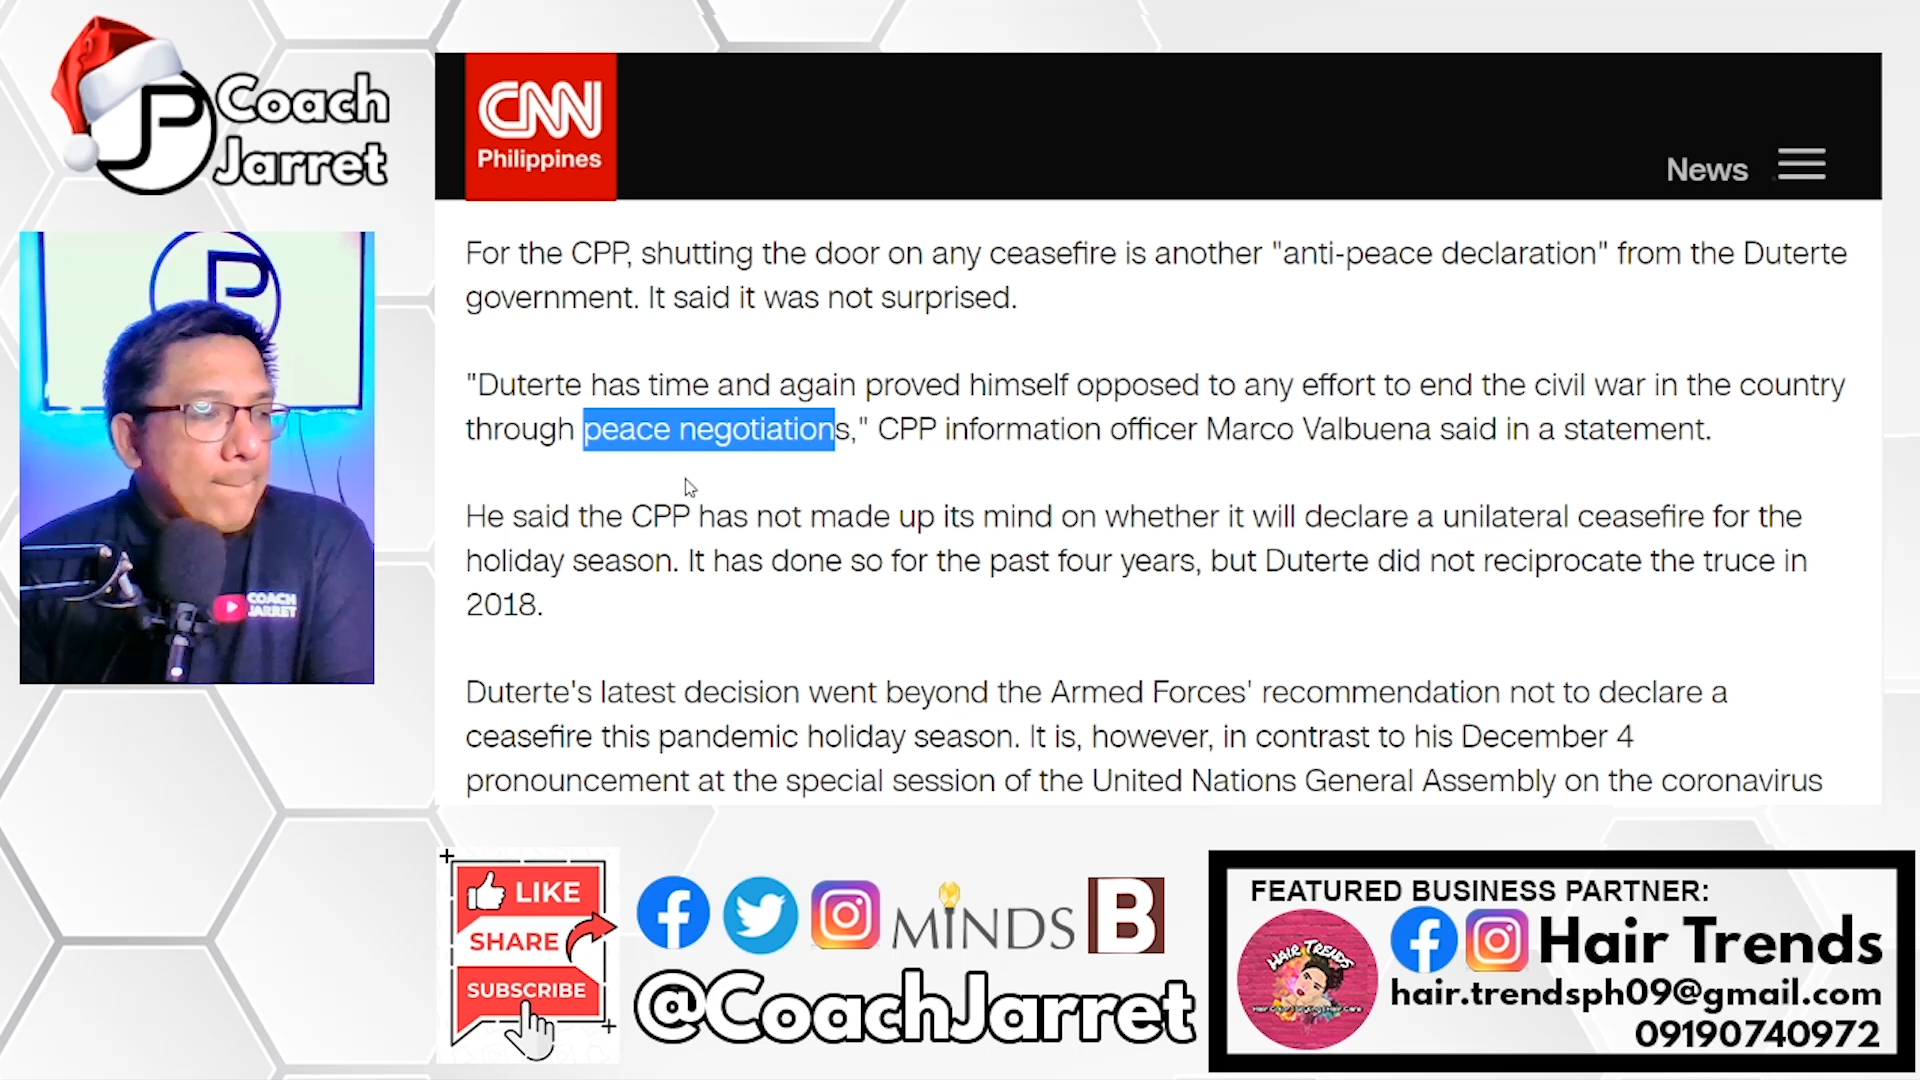 Coach
Jarret
CNN
Philippines
News
For the CPP, shutting the door on any ceasefire is another "anti-peace declaration" from the Duterte
government. It said it was not surprised.
"Duterte has time and again proved himself opposed to any effort to end the civil war in the country
through peace negotiations," CPP information officer Marco Valbuena said in a statement.
He said the CPP has not made up its mind on whether it will declare a unilateral ceasefire for the
holiday season. It has done so for the past four years, but Duterte did not reciprocate the truce in
2018.
Duterte's latest decision went beyond the Armed Forces' recommendation not to declare a
ceasefire this pandemic holiday season. It is, however, in contrast to his December 4
pronouncement at the special session of the United Nations General Assembly on the coronavirus
COACH
JARRET
LIKE
SHARE
SUBSCRIBE
MINDS
B
@CoachJarret
FEATURED BUSINESS PARTNER:
HAIR TRENDS
Hair Trends
hair.trendsph09@gmail.com
09190740972